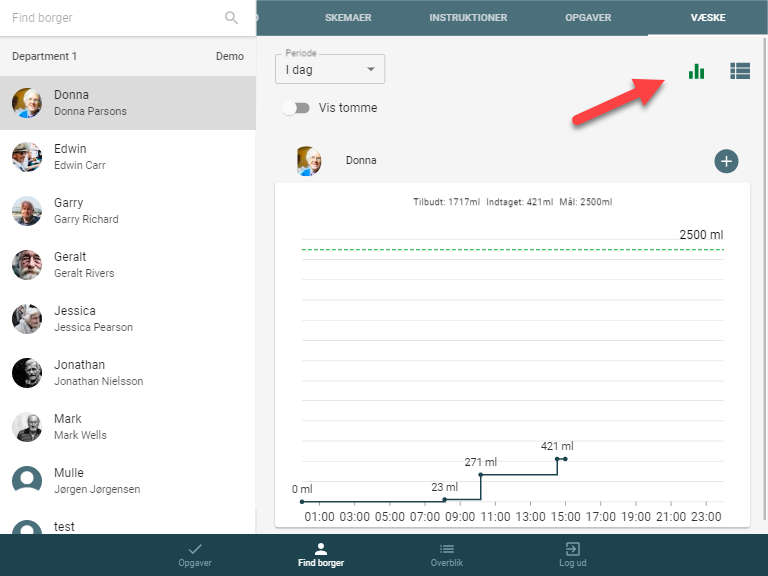 Find borger
SKEMAER INSTRUKTIONER OPGAVER VÆSKE
Department 1 Demo
Donna
Donna Parsons
Edwin
Edwin Carr
Garry
Garry Richard
Geralt
Geralt Rivers
Jessica
Jessica Pearson
Jonathan
Jonathan Nielsson
Mark
Mark Wells
Mulle
Jørgen Jørgensen
test
Periode
I dag
Vis tomme
Donna
Tilbudt: 1717ml Indtaget: 421ml Mål: 2500ml
2500 ml
421 ml
271 ml
23 ml
0 ml
01:00 03:00 05:00 07:00 09:00 11:00 13:00 15:00 17:00 19:00 21:00 23:00
Opgaver Find borger Overblik Log ud